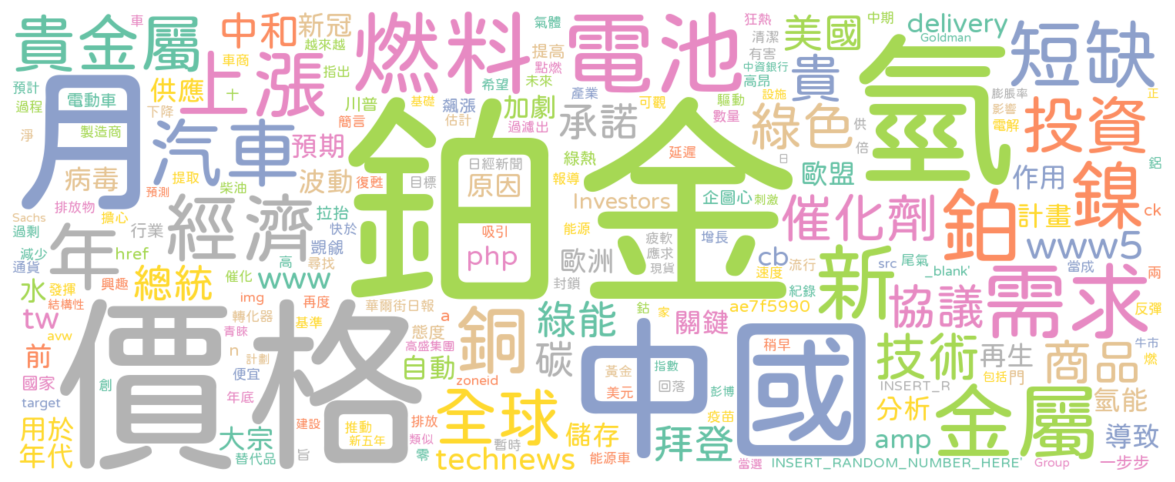 貴金屬
中和
新冠
車
越來越
燃料
電池
氣體
狂熱
清潔
有害
中資銀行
高昂
美國
中期
delivery
Goldman
短缺
預計
過程
電動車
供應
下降
十
指出
上漲
提高
點燃
希望
未來
產業
貴
膨脹率
影響
電解
設施
正
月
淨
製造商
汽車
簡言
川普
基礎
飆漲
估計
加劇
過濾出
承諾
可觀
驅動
數量
綠色
供
倍
氫
投資
鋁
病毒
提取
預測
柴油
預期
波動
復甦
日經新聞
目標
原因
鉑金
綠熱
報導
延遲
企圖心
刺激
日
歐盟
作用
計畫
鎳
ck
排放物
擔心
Sachs
過剩
減少
通貨
行業
href
年
興趣
經濟
拉抬
快於
覬覦
高
尋找
吸引
php
Investors
能源
歐洲
封鎖
疲軟
應求
現貨
增長
cb
速度
流行
催化劑
src
紀錄
尾氣
鉑
_blank'
www5
當成
兩
反彈
水
發揮
結構性
tw
總統
催化
www
img
轉化器
青睞
再度
基準
華爾街日報
a
態度
高盛集團
銅
綠能
碳
鈷
家
關鍵
ae7f5990
新
協議
需求
前
avw
國家
創
target
價格
n
計劃
便宜
年底
自動
zoneid
黃金
美元
指數
回落
彭博
稍早
中國
技術
再生
INSERT_R
商品
包括
門
牛市
燃
用於
年代
大宗
替代品
建設
旨
推動
新五年
排放
類似
零
全球
technews
暫時
儲存
能源車
疫苗
拜登
當選
INSERT_RANDOM_NUMBER_HERE'
amp
分析
金屬
Group
氫能
導致
一步步